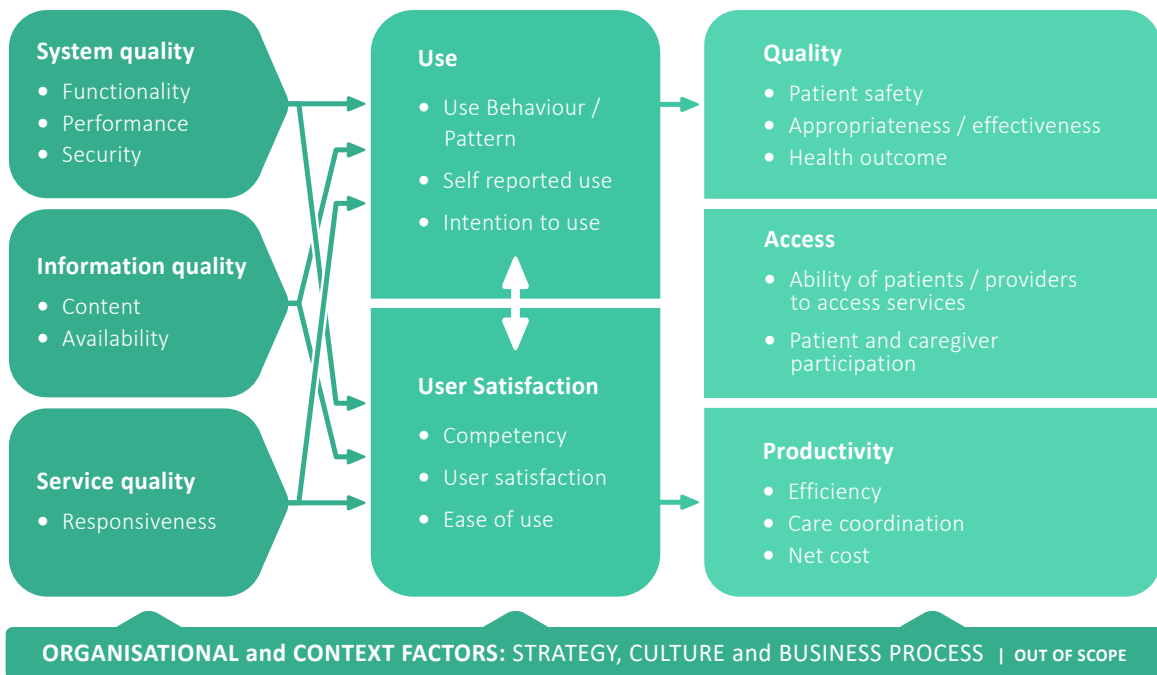 System quality
• Functionality
• Performance
• Security
Information quality
• Content
• Availability
Service quality
• Responsiveness
Use
• Use Behaviour /
Pattern
• Self reported use
• Intention to use
User Satisfaction
• Competency
• User satisfaction
• Ease of use
Quality
• Patient safety
• Appropriateness / effectiveness
• Health outcome
Access
• Ability of patients / providers
to access services
• Patient and caregiver
participation
Productivity
• Efficiency
• Care coordination
• Net cost
ORGANISATIONAL and CONTEXT FACTORS: STRATEGY, CULTURE and BUSINESS PROCESS | OUT OF SCOPE